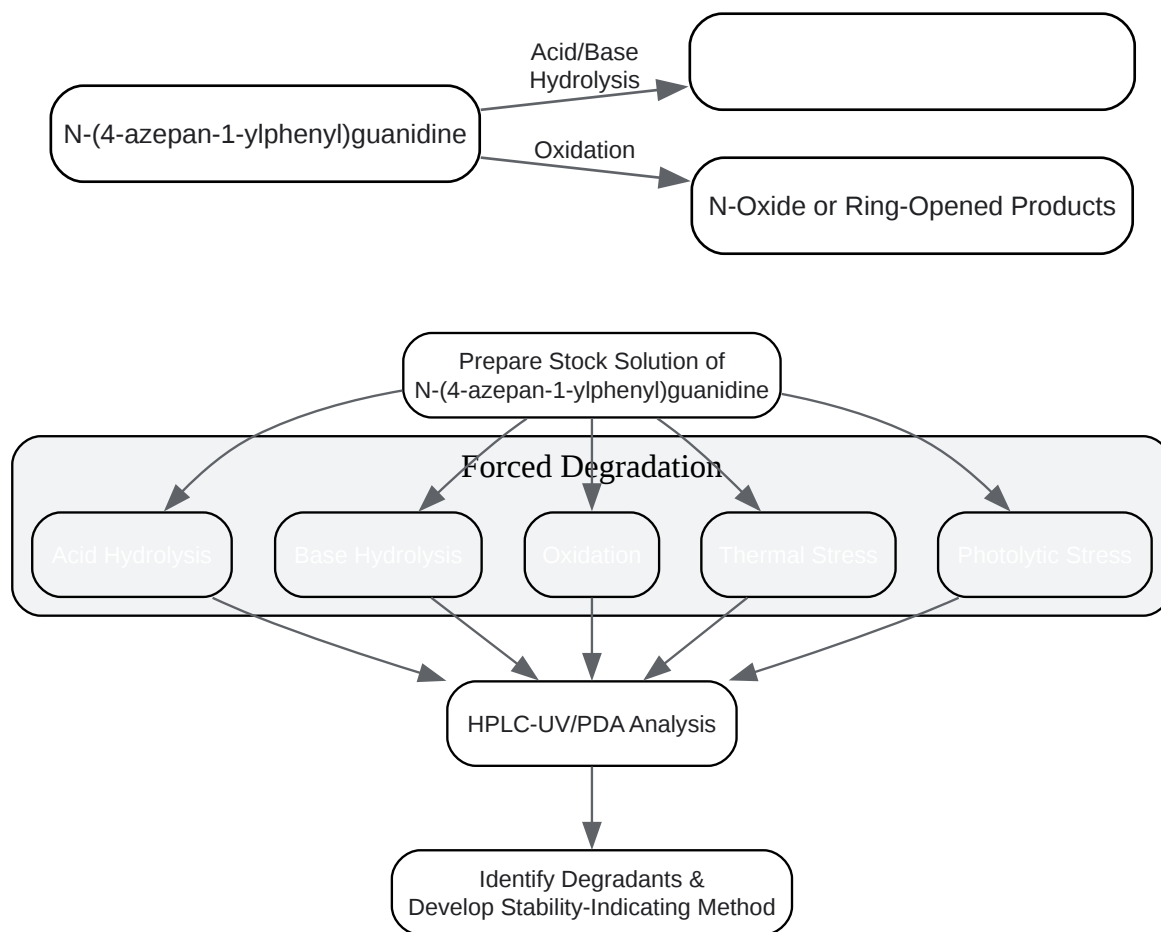 Acid/Base
Hydrolysis
N-(4-azepan-1-ylphenyl)guanidine
Oxidation
N-Oxide or Ring-Opened Products
Prepare Stock Solution of
N-(4-azepan-1-ylphenyl)guanidine
Forced Degradation
Acid Hydrolysis
Base Hydrolysis
Oxidation
Thermal Stress
Photolytic Stress
HPLC-UV/PDA Analysis
Identify Degradants &
Develop Stability-Indicating Method